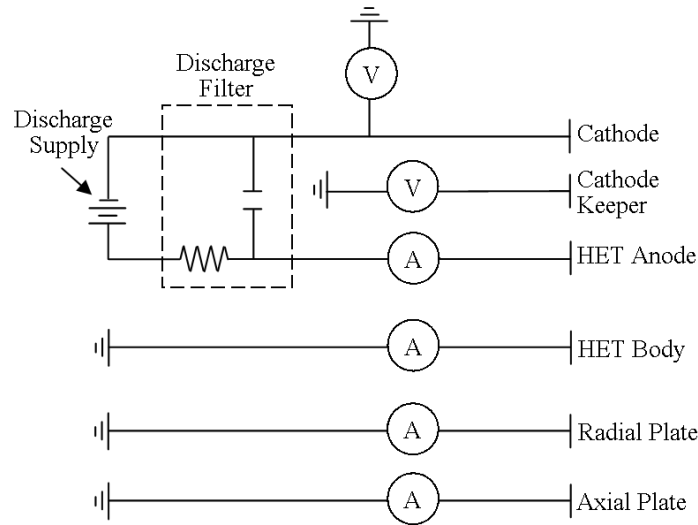 V
Discharge
Filter
Discharge
Supply
Cathode
V
Cathode
Keeper
A
HET Anode
A
HET Body
A
Radial Plate
A
Axial Plate